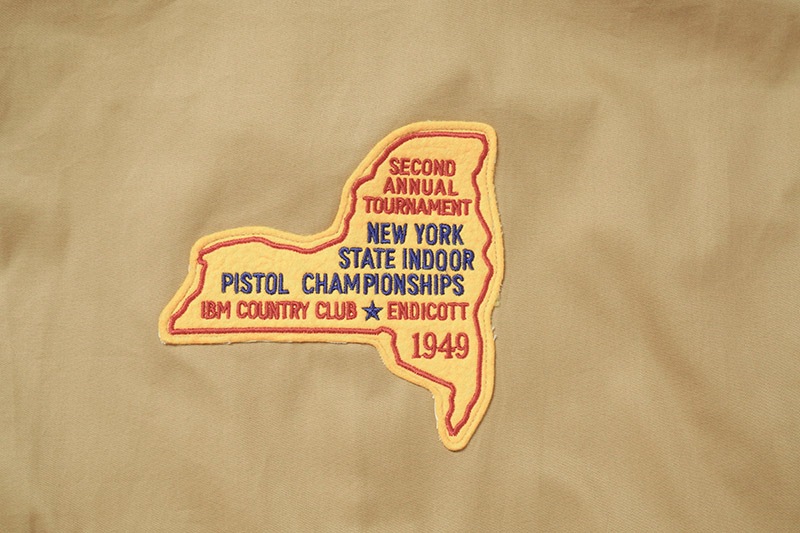 SECOND
ANNUAL
TOURNAMENT
NEW YORK
STATE INDOOR
PISTOL CHAMPIONSHIPS
IBM COUNTRY CLUB ★ ENDICOTT
1949